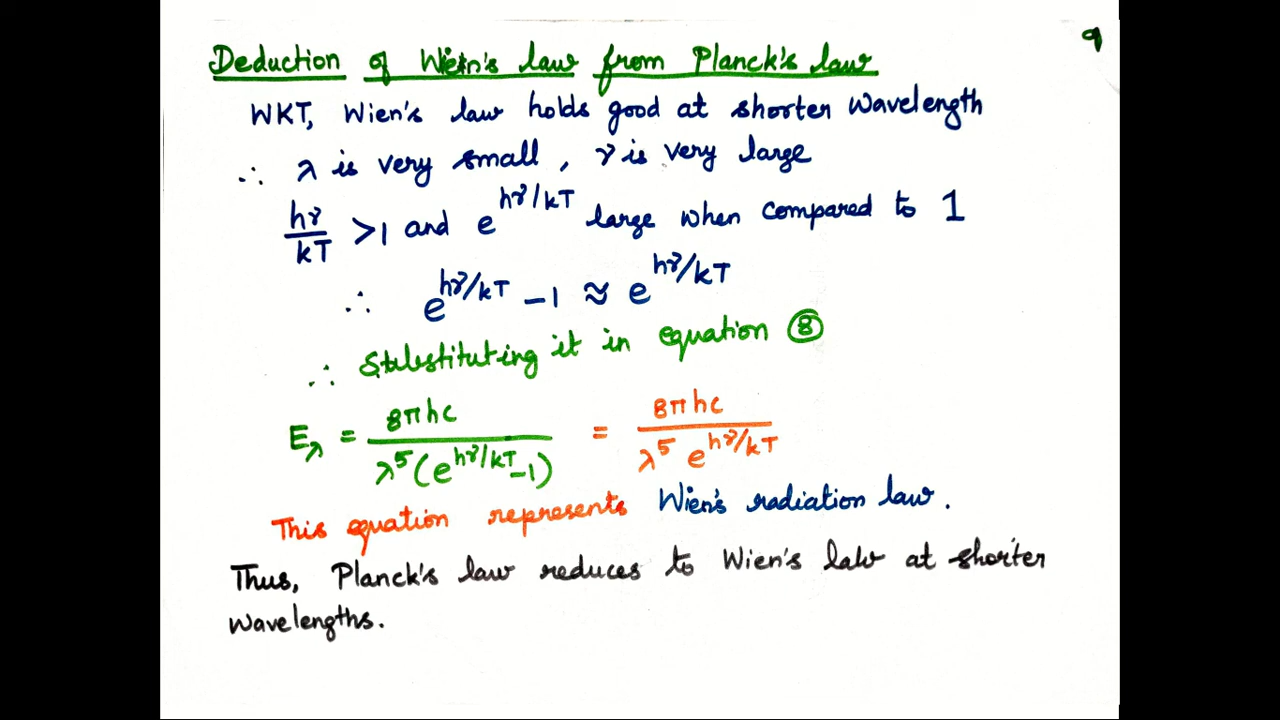 9
Deduction of Wien's law from Planck's law
WKT, Wien's law holds good at shorter wavelength
∴ λ is very small, ν is very large
hν/kT >1 and e^(hν/kT) large when compared to 1
∴ e^(hν/kT) -1 ≈ e^(hν/kT)
∴ Substituting it in equation ⑧
E_λ = 8πhc / λ⁵(e^(hν/kT) -1) = 8πhc / λ⁵ e^(hν/kT)
This equation represents Wien's radiation law.
Thus, Planck's law reduces to Wien's law at shorter
wavelengths.